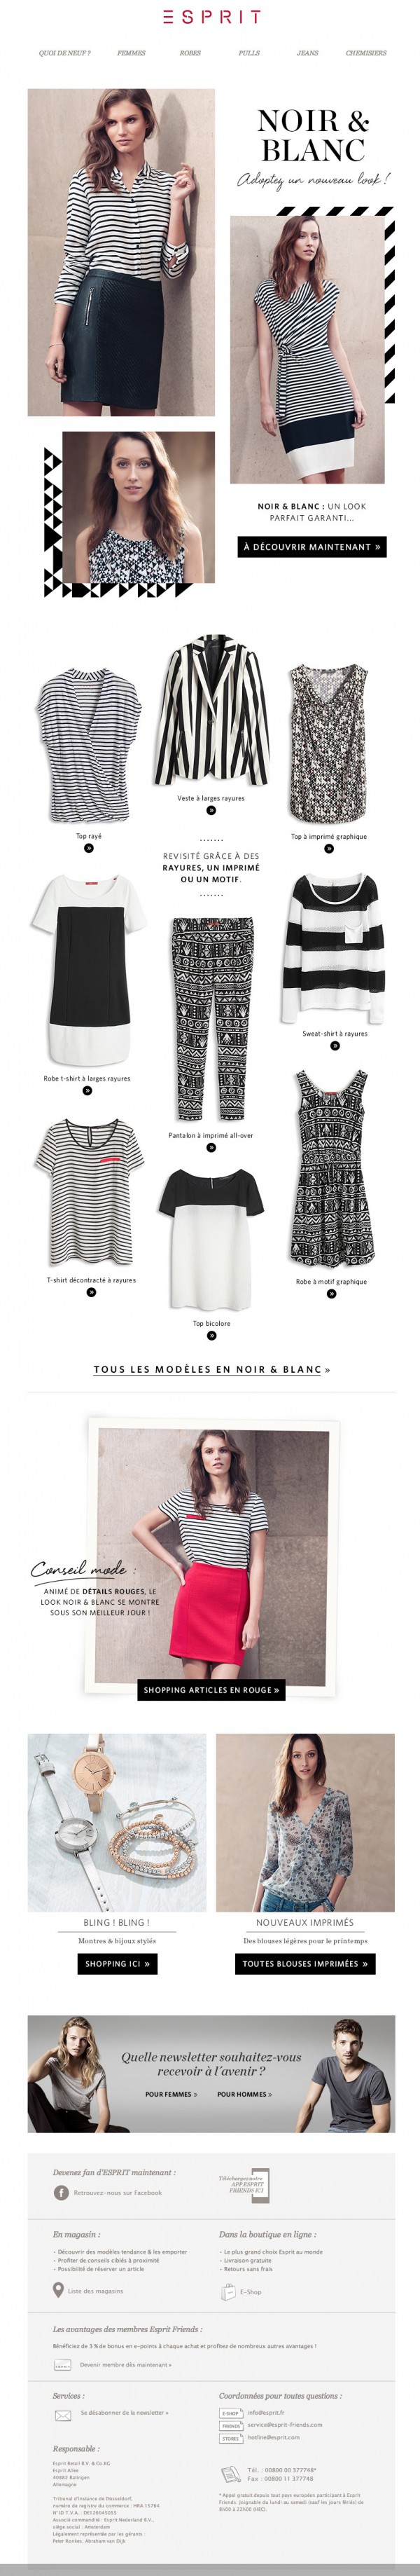 ESPRIT
QUOI DE NEUF ? FEMMES ROBES PULLS JEANS CHEMISIERS
NOIR &
BLANC
Adoptez un nouveau look !
NOIR & BLANC : UN LOOK
PARFAIT GARANTI...
À DÉCOUVRIR MAINTENANT »
Veste à larges rayures
Top rayé
Top à imprimé graphique
REVISITÉ GRÂCE À DES
RAYURES, UN IMPRIMÉ
OU UN MOTIF.
Sweat-shirt à rayures
Robe t-shirt à larges rayures
Pantalon à imprimé all-over
T-shirt décontracté à rayures
Robe à motif graphique
Top bicolore
TOUS LES MODÈLES EN NOIR & BLANC »
Conseil mode :
ANIMÉ DE DÉTAILS ROUGES, LE
LOOK NOIR & BLANC SE MONTRE
SOUS SON MEILLEUR JOUR !
SHOPPING ARTICLES EN ROUGE »
BLING ! BLING !
Montres & bijoux stylés
SHOPPING ICI »
NOUVEAUX IMPRIMÉS
Des blouses légères pour le printemps
TOUTES BLOUSES IMPRIMÉES »
Quelle newsletter souhaitez-vous
recevoir à l'avenir ?
POUR FEMMES » POUR HOMMES »
Devenez fan d'ESPRIT maintenant :
Retrouvez-nous sur Facebook
Téléchargez notre
APP ESPRIT
FRIENDS ICI
En magasin :
- Découvrir des modèles tendance & les emporter
- Profiter de conseils ciblés à proximité
- Possibilité de réserver un article
Liste des magasins
Dans la boutique en ligne :
- Le plus grand choix Esprit au monde
- Livraison gratuite
- Retours sans frais
E-Shop
Les avantages des membres Esprit Friends :
Bénéficiez de 3 % de bonus en e-points à chaque achat et profitez de nombreux autres avantages !
Devenir membre dès maintenant »
Services :
Se désabonner de la newsletter »
Coordonnées pour toutes questions :
E-SHOP info@esprit.fr
FRIENDS service@esprit-friends.com
STORES hotline@esprit.com
Responsable :
Esprit Retail B.V. & Co KG
Esprit Allee
40882 Ratingen
Allemagne
Tribunal d'instance de Düsseldorf,
numéro de registre du commerce : HRA 15764
N° ID T.V.A. :
Associé commandité : Esprit Nederland B.V.,
siège social : Amsterdam
Légalement représentée par les gérants :
Tél. : 00800 00 377748*
Fax : 00800 11 377748
* Appel gratuit depuis tout pays européen participant à Esprit
Friends. Joignable du lundi au samedi (sauf les jours fériés) de
8h00 à 22h00 (HEC).